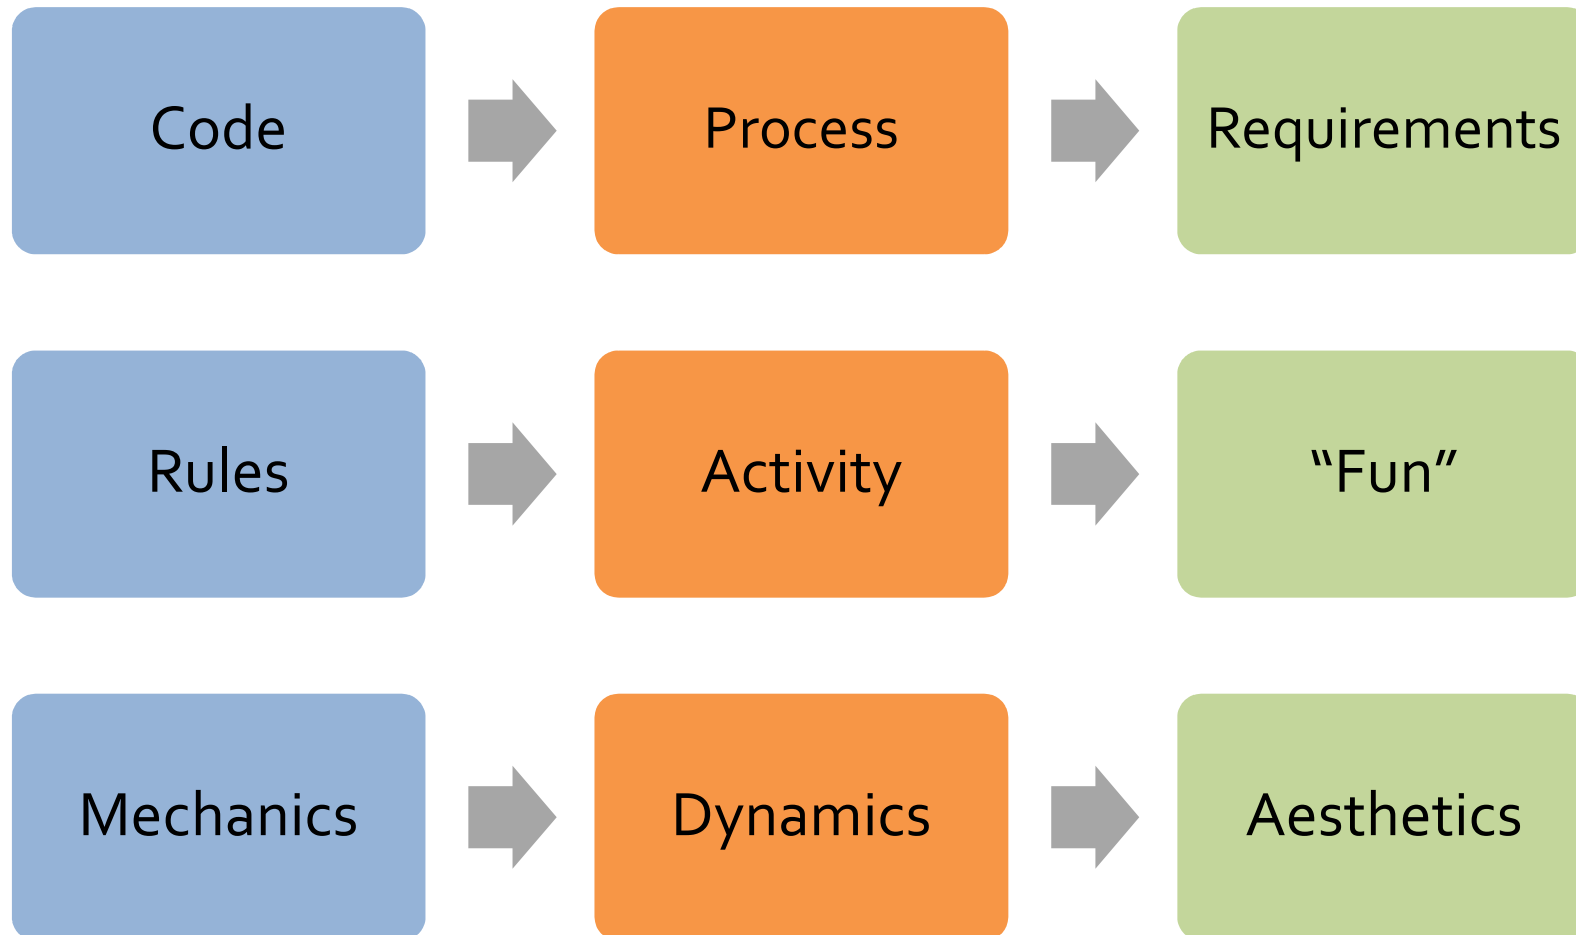 Code
Process
Requirements
Rules
Activity
“Fun”
Mechanics
Dynamics
Aesthetics